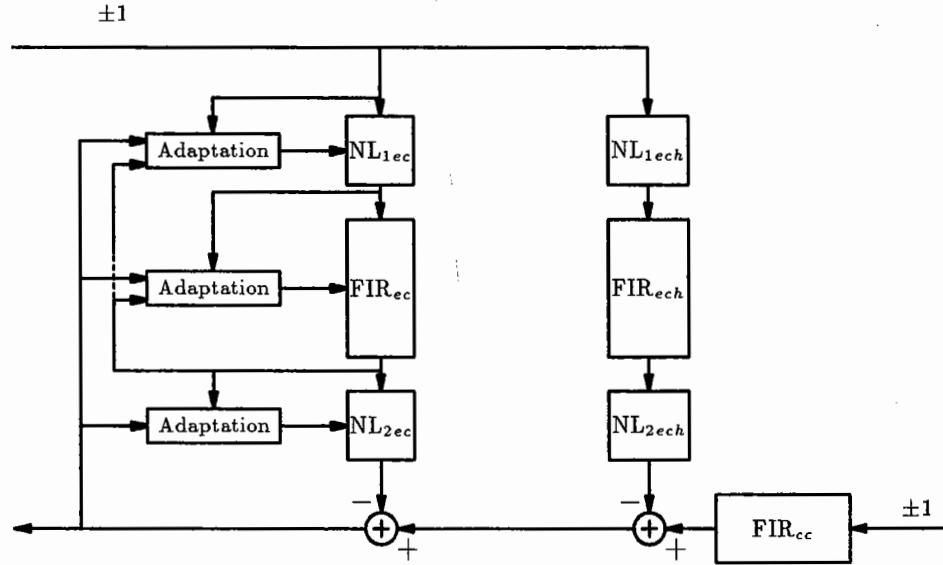 ±1
Adaptation
NL₁ₑc
NL₁ₑcₕ
Adaptation
FIRₑc
FIRₑcₕ
Adaptation
NL₂ₑc
NL₂ₑcₕ
−
+
−
+
+
+
FIRcc
±1